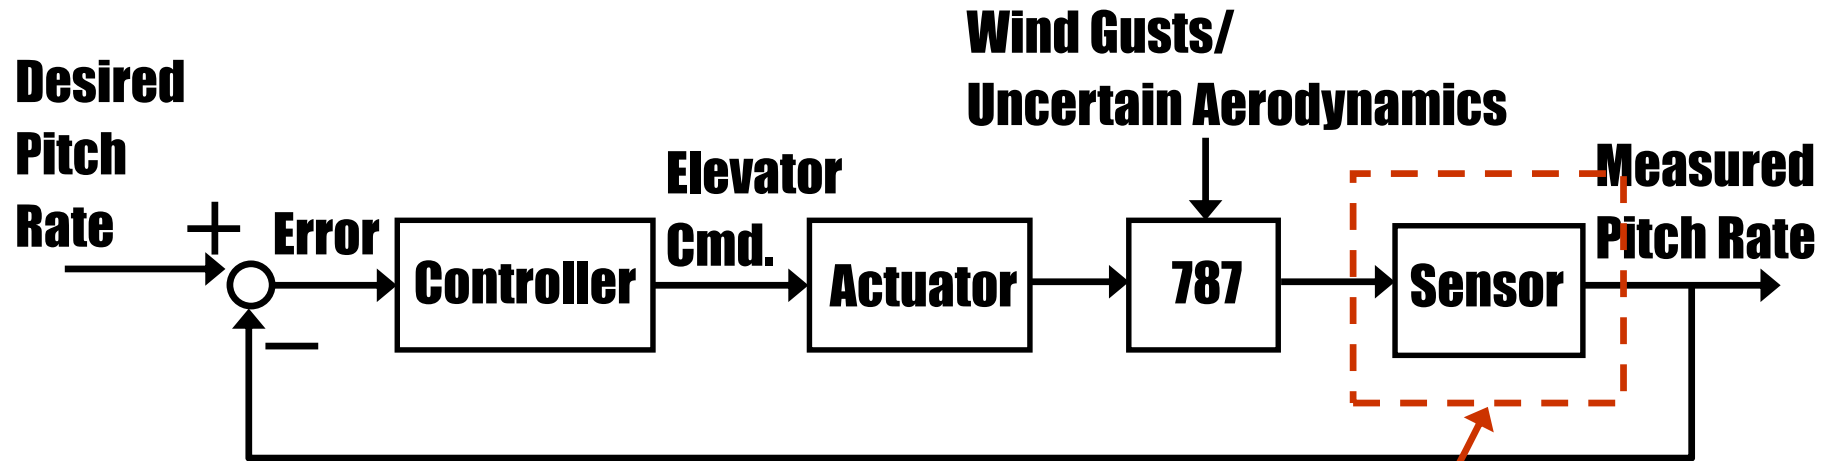 Wind Gusts/
Uncertain Aerodynamics
Desired
Pitch
Rate
+
Error
Controller
Elevator
Cmd.
Actuator
787
Sensor
Measured
Pitch Rate
—